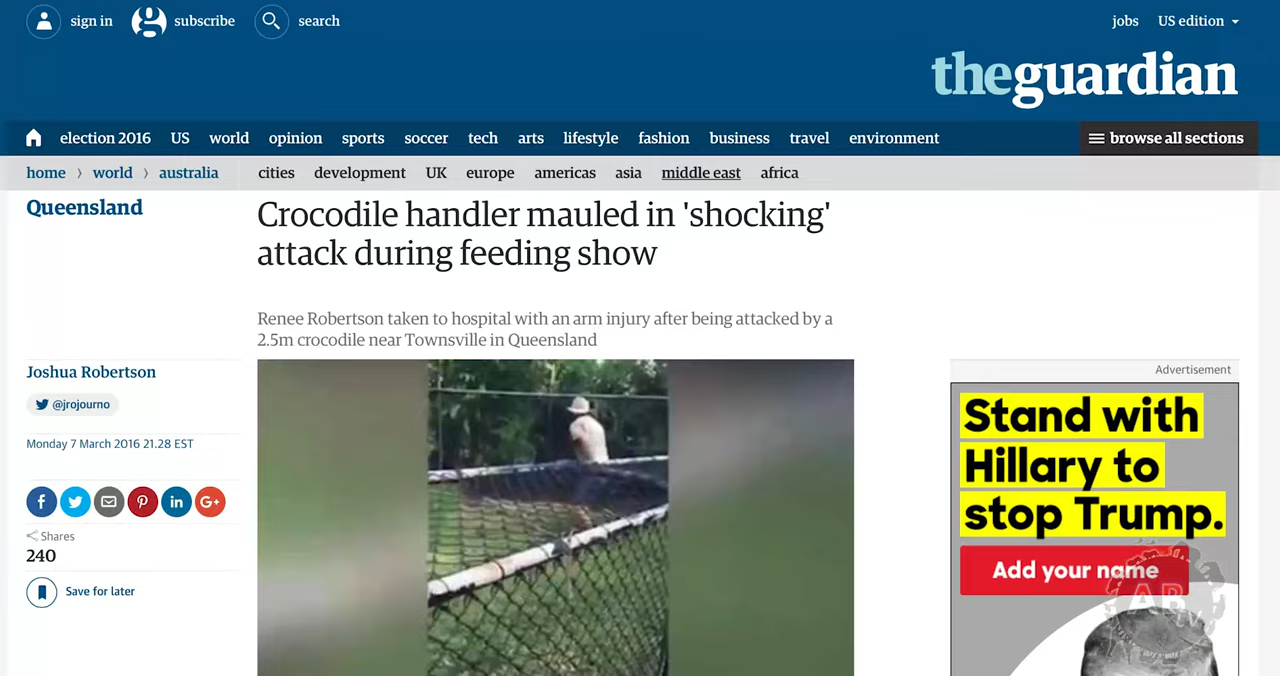 sign in
subscribe
search
jobs
US edition
theguardian
election 2016 US world opinion sports soccer tech arts lifestyle fashion business travel environment
browse all sections
home › world › australia
cities development UK europe americas asia middle east africa
Queensland
Crocodile handler mauled in 'shocking'
attack during feeding show
Renee Robertson taken to hospital with an arm injury after being attacked by a
2.5m crocodile near Townsville in Queensland
Joshua Robertson
@jrojourno
Monday 7 March 2016 21.28 EST
Shares
240
Save for later
Advertisement
Stand with
Hillary to
stop Trump.
Add your name
AB